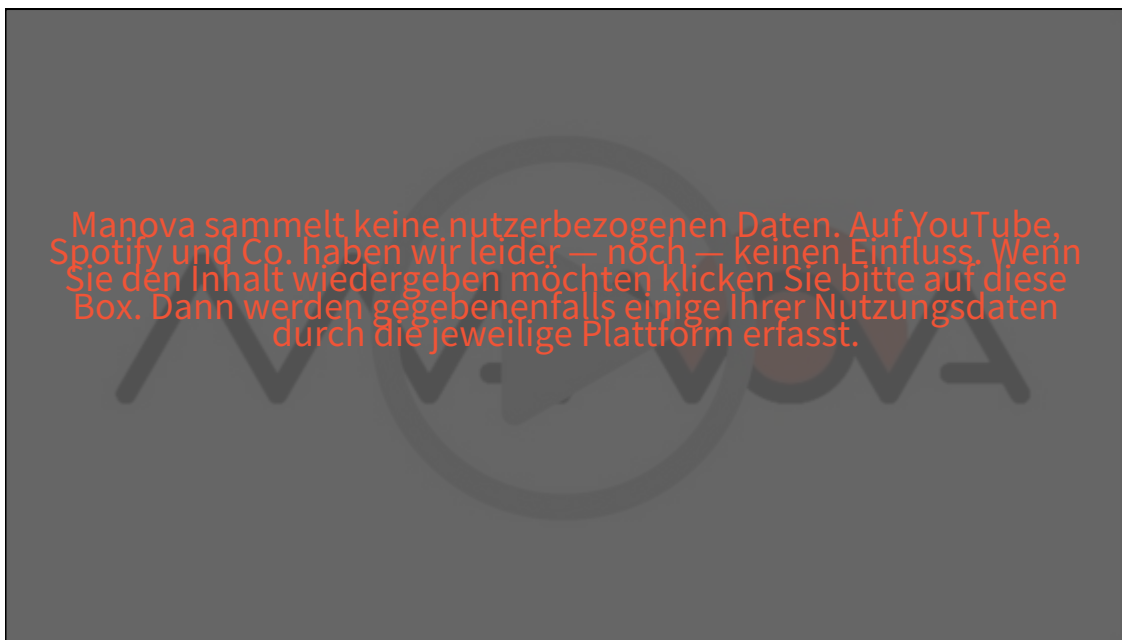 Manova sammelt keine nutzerbezogenen Daten. Auf YouTube,
Spotify und Co. haben wir leider — noch — keinen Einfluss. Wenn
Sie den Inhalt wiedergeben möchten klicken Sie bitte auf diese
Box. Dann werden gegebenenfalls einige Ihrer Nutzungsdaten
durch die jeweilige Plattform erfasst.
MANOVA